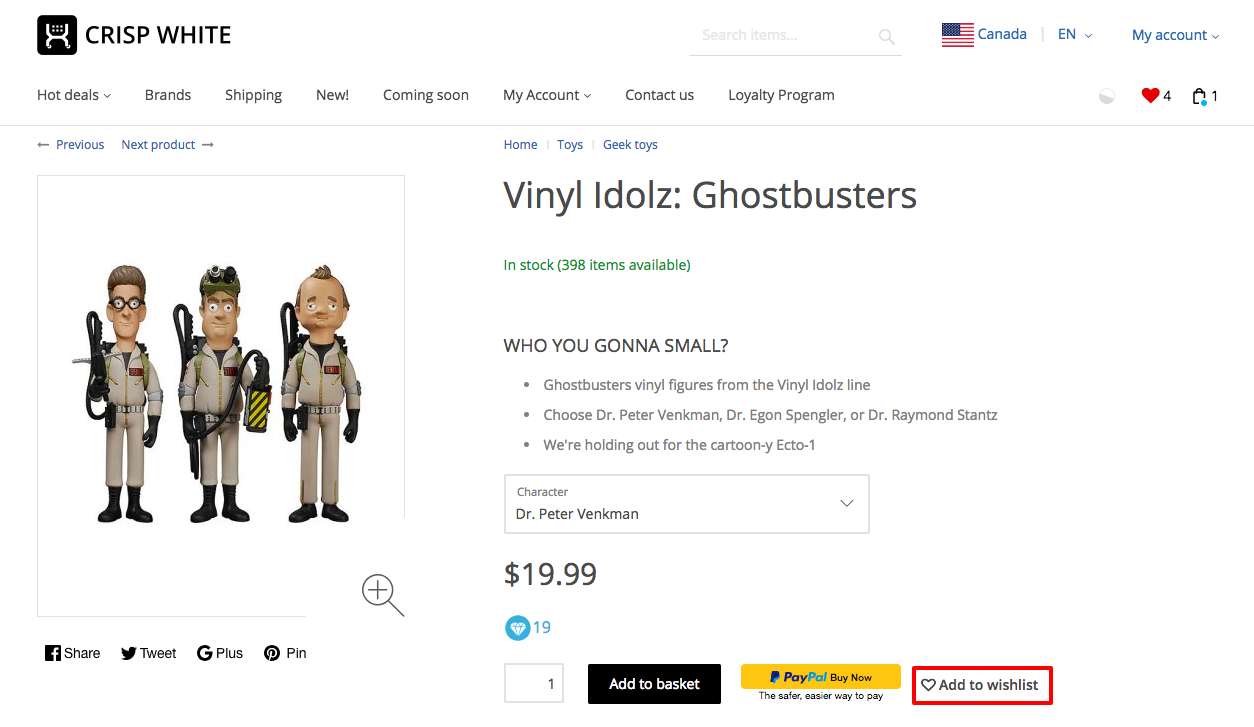 CRISP WHITE
Search items...
Canada
EN
My account
Hot deals
Brands
Shipping
New!
Coming soon
My Account
Contact us
Loyalty Program
4
1
Previous
Next product
Home
Toys
Geek toys
Vinyl Idolz: Ghostbusters
In stock (398 items available)
WHO YOU GONNA SMALL?
Ghostbusters vinyl figures from the Vinyl Idolz line
Choose Dr. Peter Venkman, Dr. Egon Spengler, or Dr. Raymond Stantz
We're holding out for the cartoon-y Ecto-1
Character
Dr. Peter Venkman
$19.99
19
Share
Tweet
Plus
Pin
1
Add to basket
PayPal Buy Now
The safer, easier way to pay
Add to wishlist